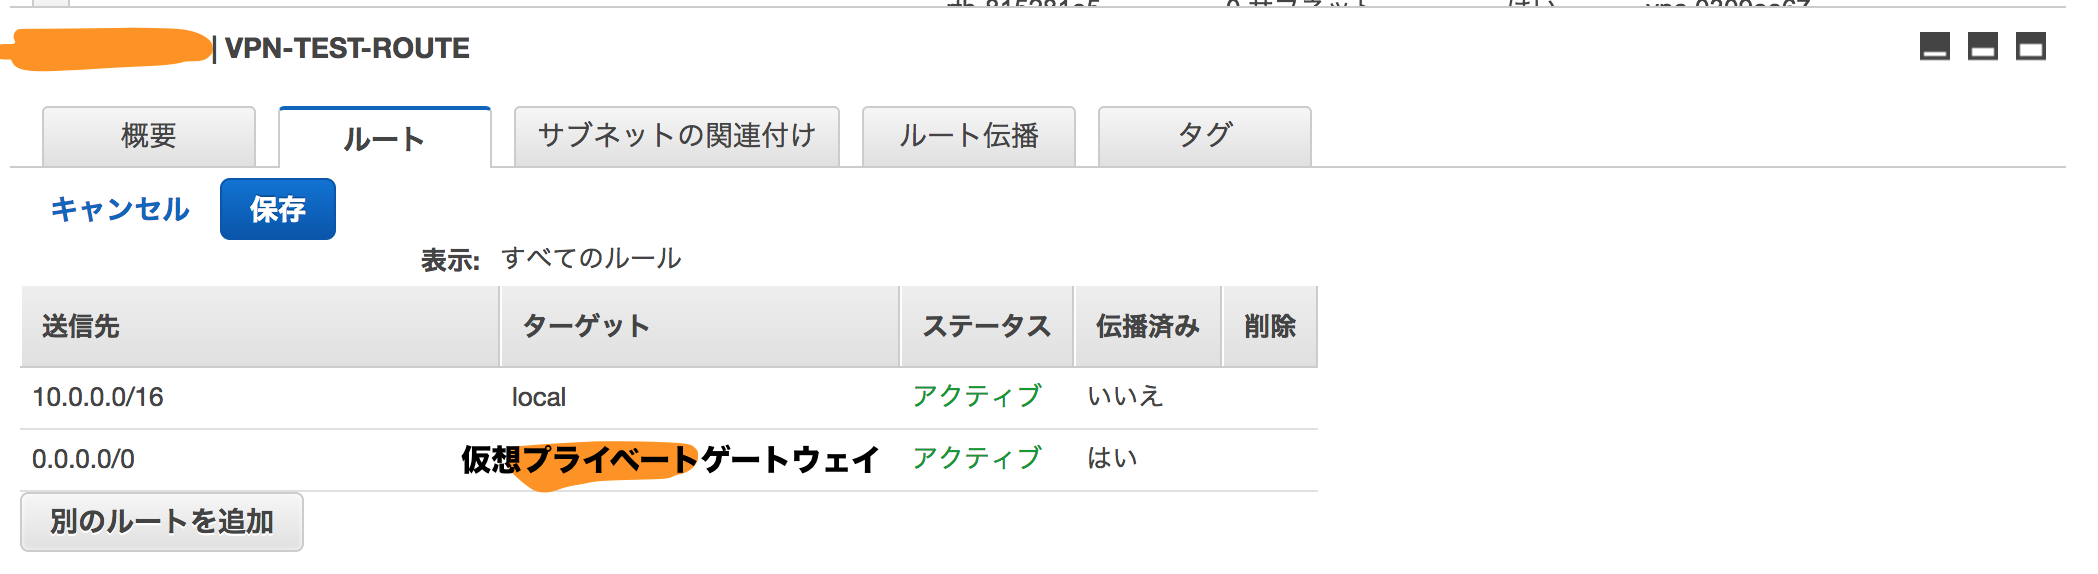 | VPN-TEST-ROUTE
概要 ルート サブネットの関連付け ルート伝播 タグ
キャンセル 保存
表示: すべてのルール
送信先 ターゲット ステータス 伝播済み 削除
10.0.0.0/16 local アクティブ いいえ
0.0.0.0/0 仮想プライベートゲートウェイ アクティブ はい
別のルートを追加